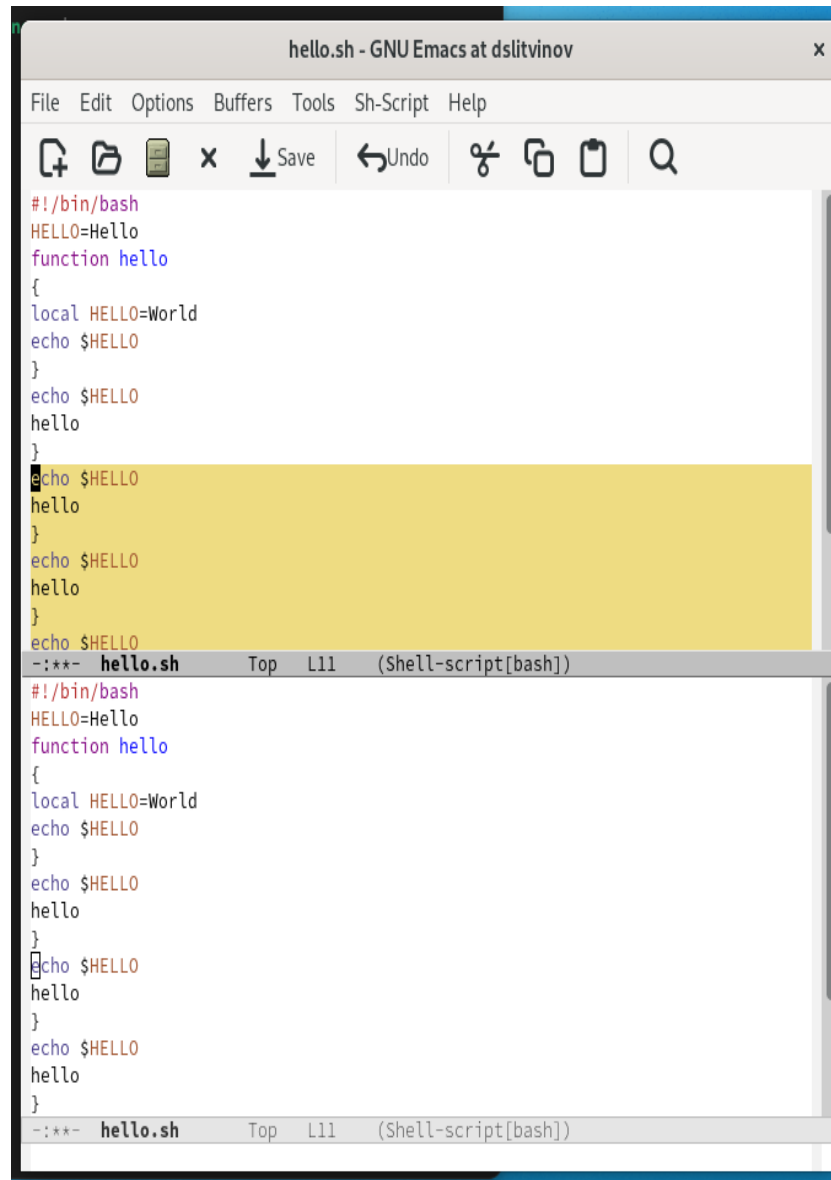 hello.sh - GNU Emacs at dslitvinov
File Edit Options Buffers Tools Sh-Script Help
Save Undo
#!/bin/bash
HELLO=Hello
function hello
{
local HELLO=World
echo $HELLO
}
echo $HELLO
hello
}
echo $HELLO
hello
}
echo $HELLO
hello
}
echo $HELLO
-:**- hello.sh Top L11 (Shell-script[bash])
#!/bin/bash
HELLO=Hello
function hello
{
local HELLO=World
echo $HELLO
}
echo $HELLO
hello
}
echo $HELLO
hello
}
echo $HELLO
hello
}
-:**- hello.sh Top L11 (Shell-script[bash])